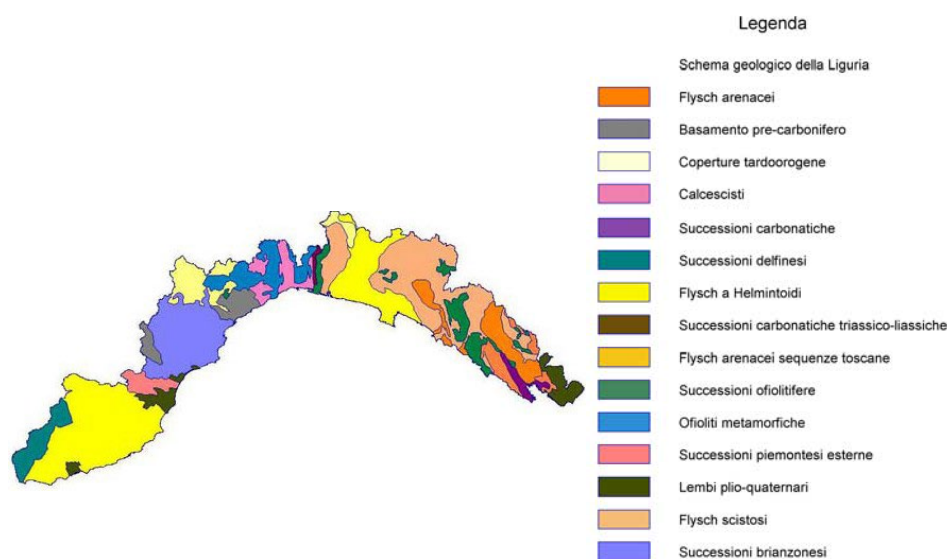 Legenda
Schema geologico della Liguria
Flysch arenacei
Basamento pre-carbonifero
Coperture tardoorogene
Calcescisti
Successioni carbonatiche
Successioni delfinesi
Flysch a Helmintoidi
Successioni carbonatiche triassico-liassiche
Flysch arenacei sequenze toscane
Successioni ofiolitifere
Ofioliti metamorfiche
Successioni piemontesi esterne
Lembi plio-quaternari
Flysch scistosi
Successioni brianzonesi